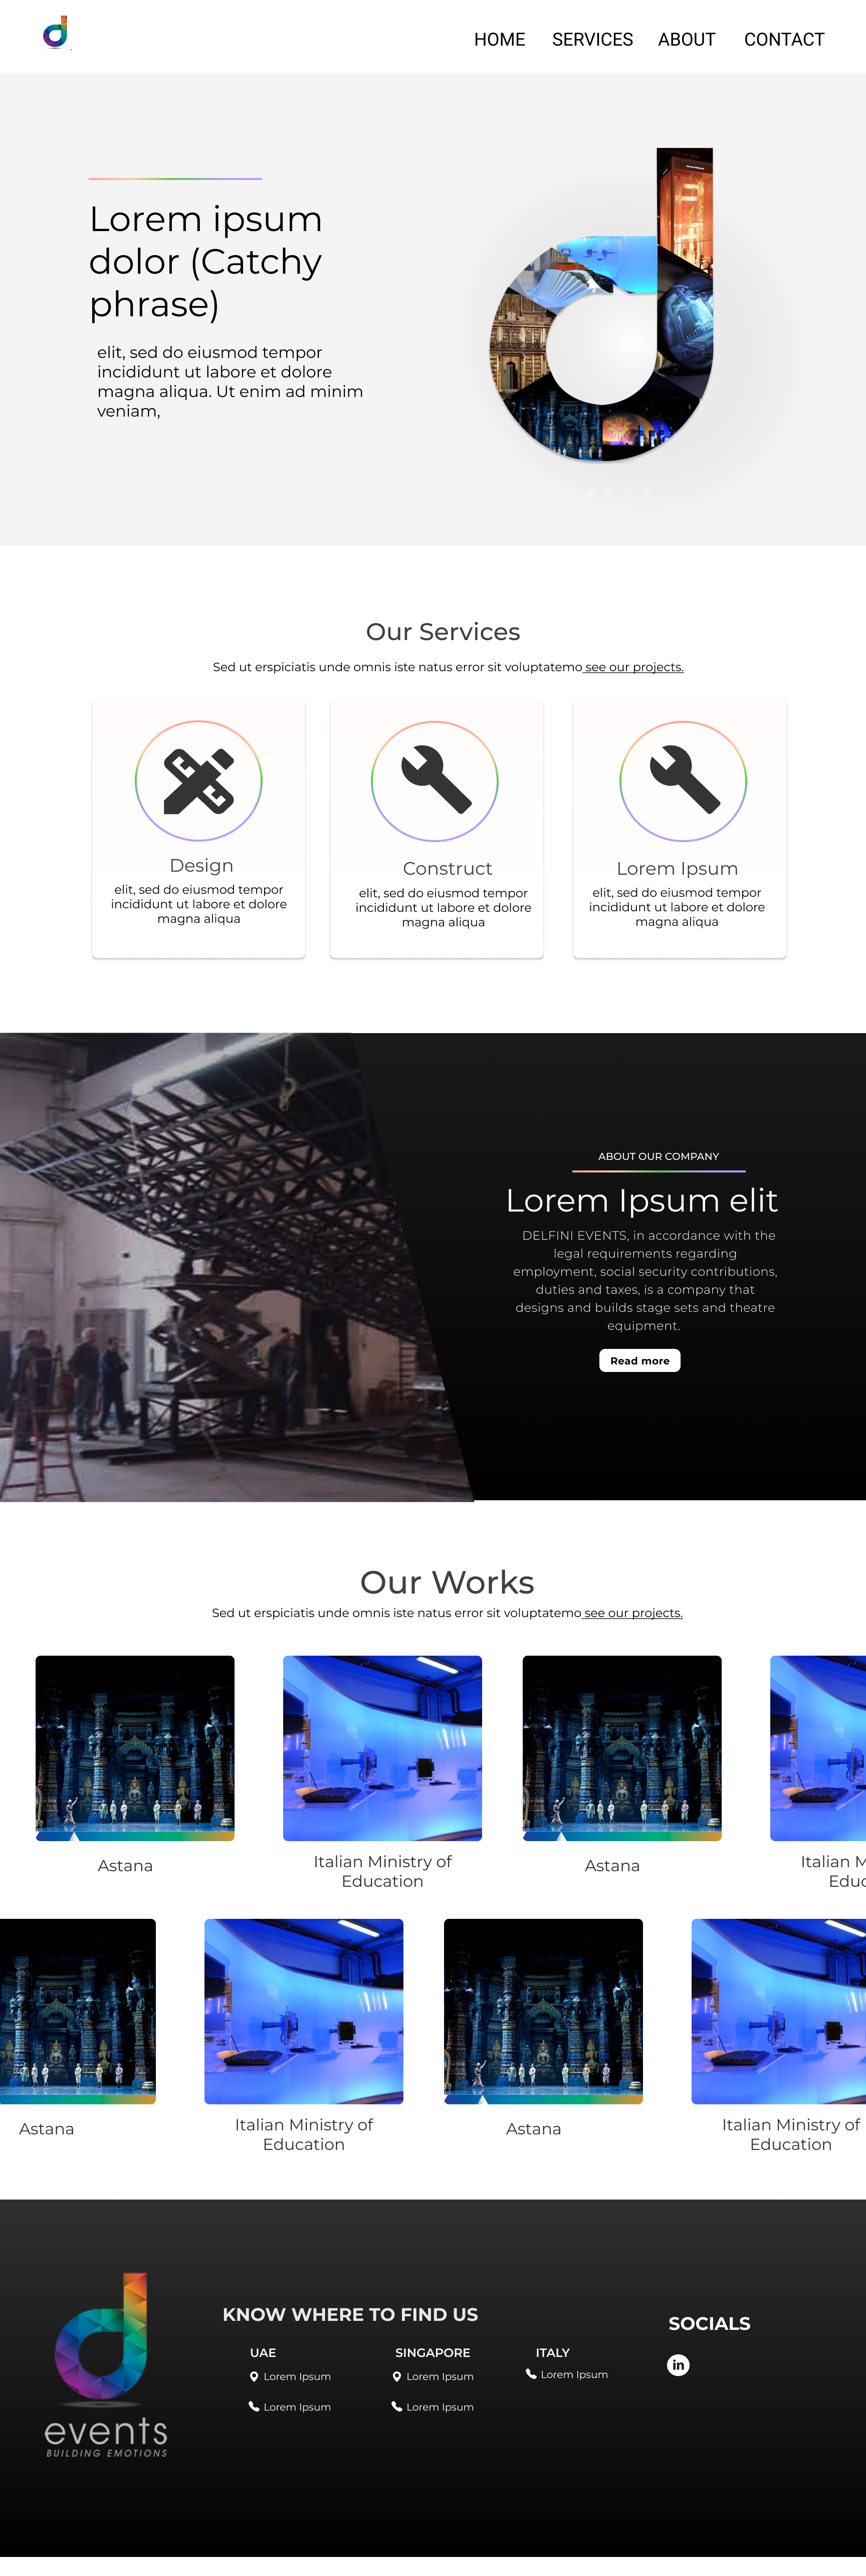 HOME SERVICES ABOUT CONTACT
Lorem ipsum
dolor (Catchy
phrase)
elit, sed do eiusmod tempor
incididunt ut labore et dolore
magna aliqua. Ut enim ad minim
veniam,
Our Services
Sed ut erspiciatis unde omnis iste natus error sit voluptatemo see our projects.
Design
elit, sed do eiusmod tempor
incididunt ut labore et dolore
magna aliqua
Construct
elit, sed do eiusmod tempor
incididunt ut labore et dolore
magna aliqua
Lorem Ipsum
elit, sed do eiusmod tempor
incididunt ut labore et dolore
magna aliqua
ABOUT OUR COMPANY
Lorem Ipsum elit
DELFINI EVENTS, in accordance with the
legal requirements regarding
employment, social security contributions,
duties and taxes, is a company that
designs and builds stage sets and theatre
equipment.
Read more
Our Works
Sed ut erspiciatis unde omnis iste natus error sit voluptatemo see our projects.
Astana
Italian Ministry of
Education
Astana
Italian M
Educ
Astana
Italian Ministry of
Education
Astana
Italian Ministry of
Education
d
events
BUILDING EMOTIONS
KNOW WHERE TO FIND US
UAE
Lorem Ipsum
Lorem Ipsum
SINGAPORE
Lorem Ipsum
Lorem Ipsum
ITALY
Lorem Ipsum
SOCIALS
in